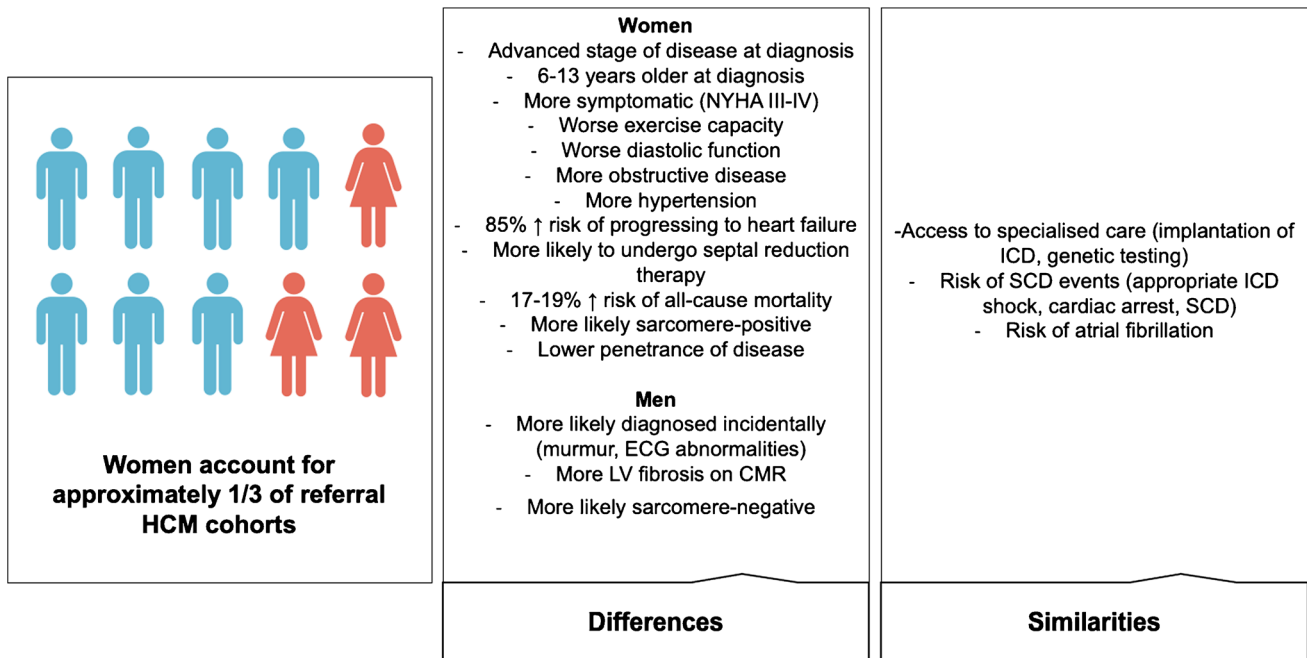 Women account for
approximately 1/3 of referral
HCM cohorts
Women
- Advanced stage of disease at diagnosis
- 6-13 years older at diagnosis
- More symptomatic (NYHA III-IV)
- Worse exercise capacity
- Worse diastolic function
- More obstructive disease
- More hypertension
- 85% ↑ risk of progressing to heart failure
- More likely to undergo septal reduction
therapy
- 17-19% ↑ risk of all-cause mortality
- More likely sarcomere-positive
- Lower penetrance of disease
Men
- More likely diagnosed incidentally
(murmur, ECG abnormalities)
- More LV fibrosis on CMR
- More likely sarcomere-negative
Differences
-Access to specialised care (implantation of
ICD, genetic testing)
- Risk of SCD events (appropriate ICD
shock, cardiac arrest, SCD)
- Risk of atrial fibrillation
Similarities